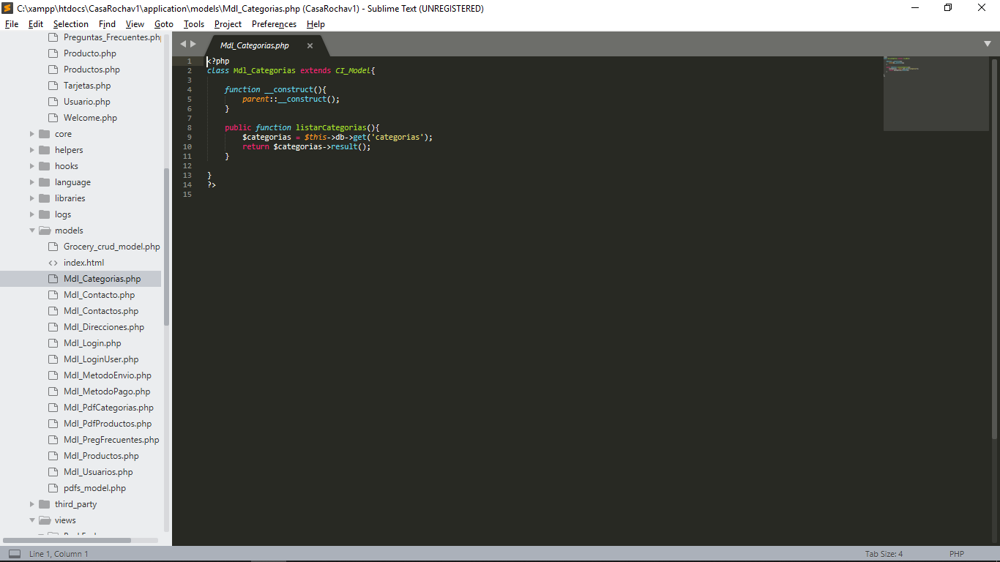 C:\xampp\htdocs\CasaRochav1\application\models\Mdl_Categorias.php (CasaRochav1) - Sublime Text (UNREGISTERED)
File Edit Selection Find View Goto Tools Project Preferences Help
Preguntas_Frecuentes.ph
Producto.php
Productos.php
Tarjetas.php
Usuario.php
Welcome.php
core
helpers
hooks
language
libraries
logs
models
Grocery_crud_model.php
index.html
Mdl_Categorias.php
Mdl_Contacto.php
Mdl_Contactos.php
Mdl_Direcciones.php
Mdl_Login.php
Mdl_LoginUser.php
Mdl_MetodoEnvio.php
Mdl_MetodoPago.php
Mdl_PdfCategorias.php
Mdl_PdfProductos.php
Mdl_PregFrecuentes.php
Mdl_Productos.php
Mdl_Usuarios.php
pdfs_model.php
third_party
views
Mdl_Categorias.php
1 <?php
2 class Mdl_Categorias extends CI_Model{
3
4 function __construct(){
5 parent::__construct();
6 }
7
8 public function listarCategorias(){
9 $categorias = $this->db->get('categorias');
10 return $categorias->result();
11 }
12
13 }
14 ?>
15
Line 1, Column 1
Tab Size: 4
PHP